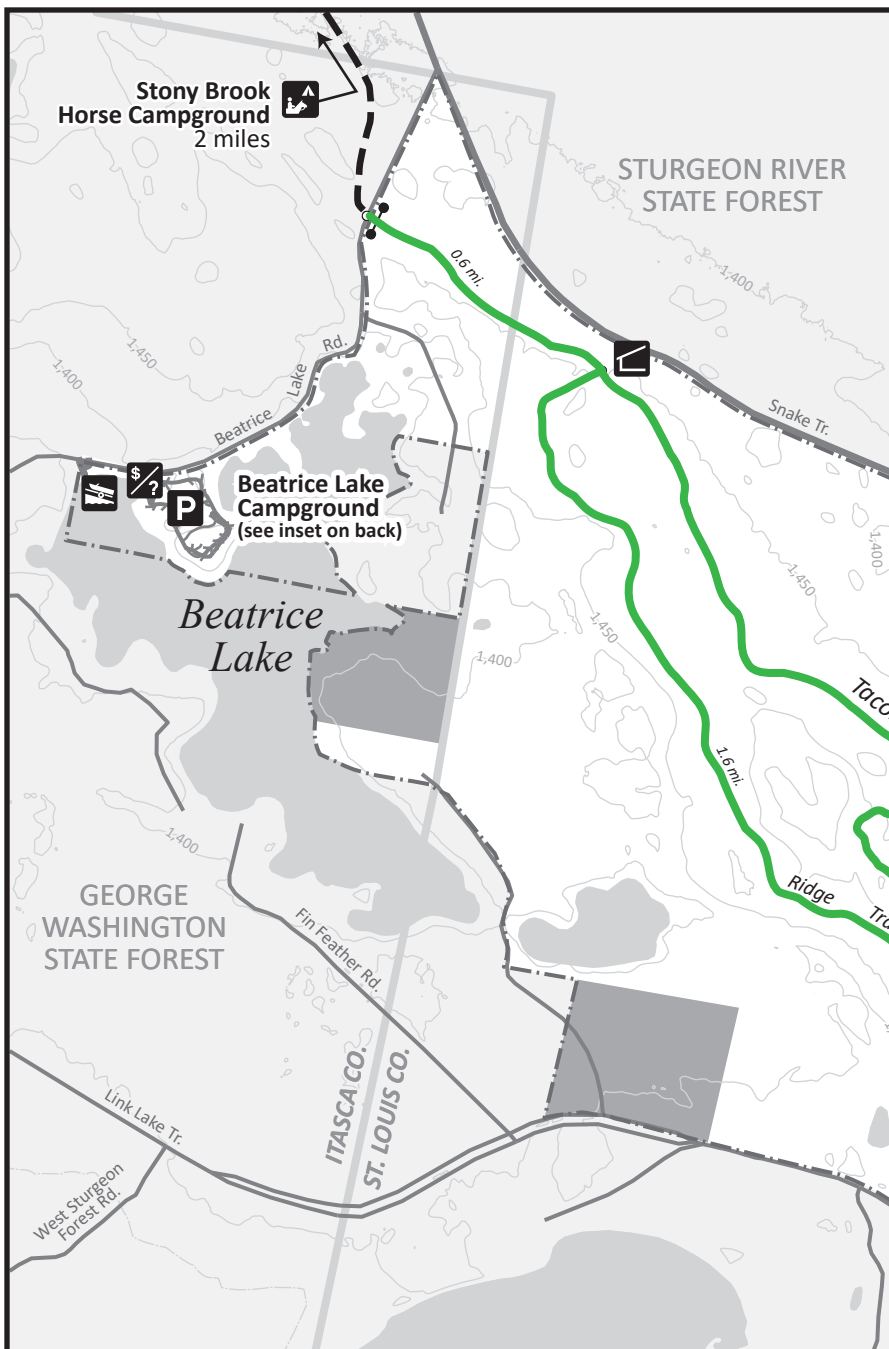 Stony Brook
Horse Campground
2 miles
STURGEON RIVER
STATE FOREST
0.6 mi.
1,400
1,450
1,400
Beatrice Lake Rd.
Snake Tr.
$/?
P
Beatrice Lake
Campground
(see inset on back)
1,400
1,450
Beatrice
Lake
1,450
1,400
Taco
1.6 mi.
1,400
GEORGE
WASHINGTON
STATE FOREST
Ridge
Tra
Fin Feather Rd.
ITASCA CO.
ST. LOUIS CO.
Link Lake Tr.
West Sturgeon
Forest Rd.